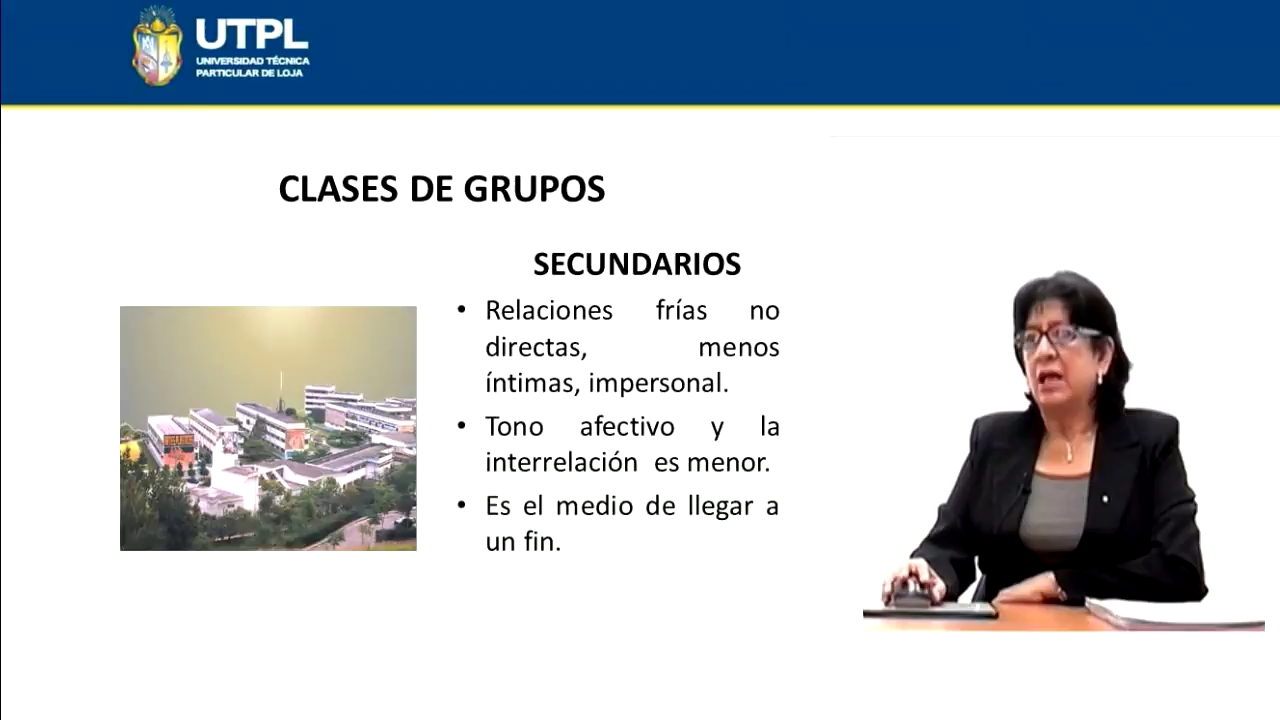 UTPL
UNIVERSIDAD TÉCNICA
PARTICULAR DE LOJA
CLASES DE GRUPOS
SECUNDARIOS
• Relaciones frías no
directas, menos
íntimas, impersonal.
• Tono afectivo y la
interrelación es menor.
• Es el medio de llegar a
un fin.